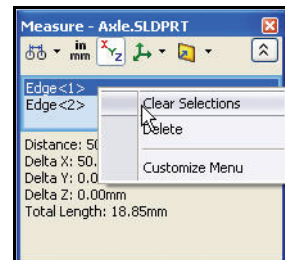 Measure - Axle.SLDPRT
in
mm
XYZ
Edge<1>
Edge<2>
Clear Selections
Delete
Customize Menu
Distance: 50
Delta X: 50.
Delta Y: 0.0
Delta Z: 0.00mm
Total Length: 18.85mm